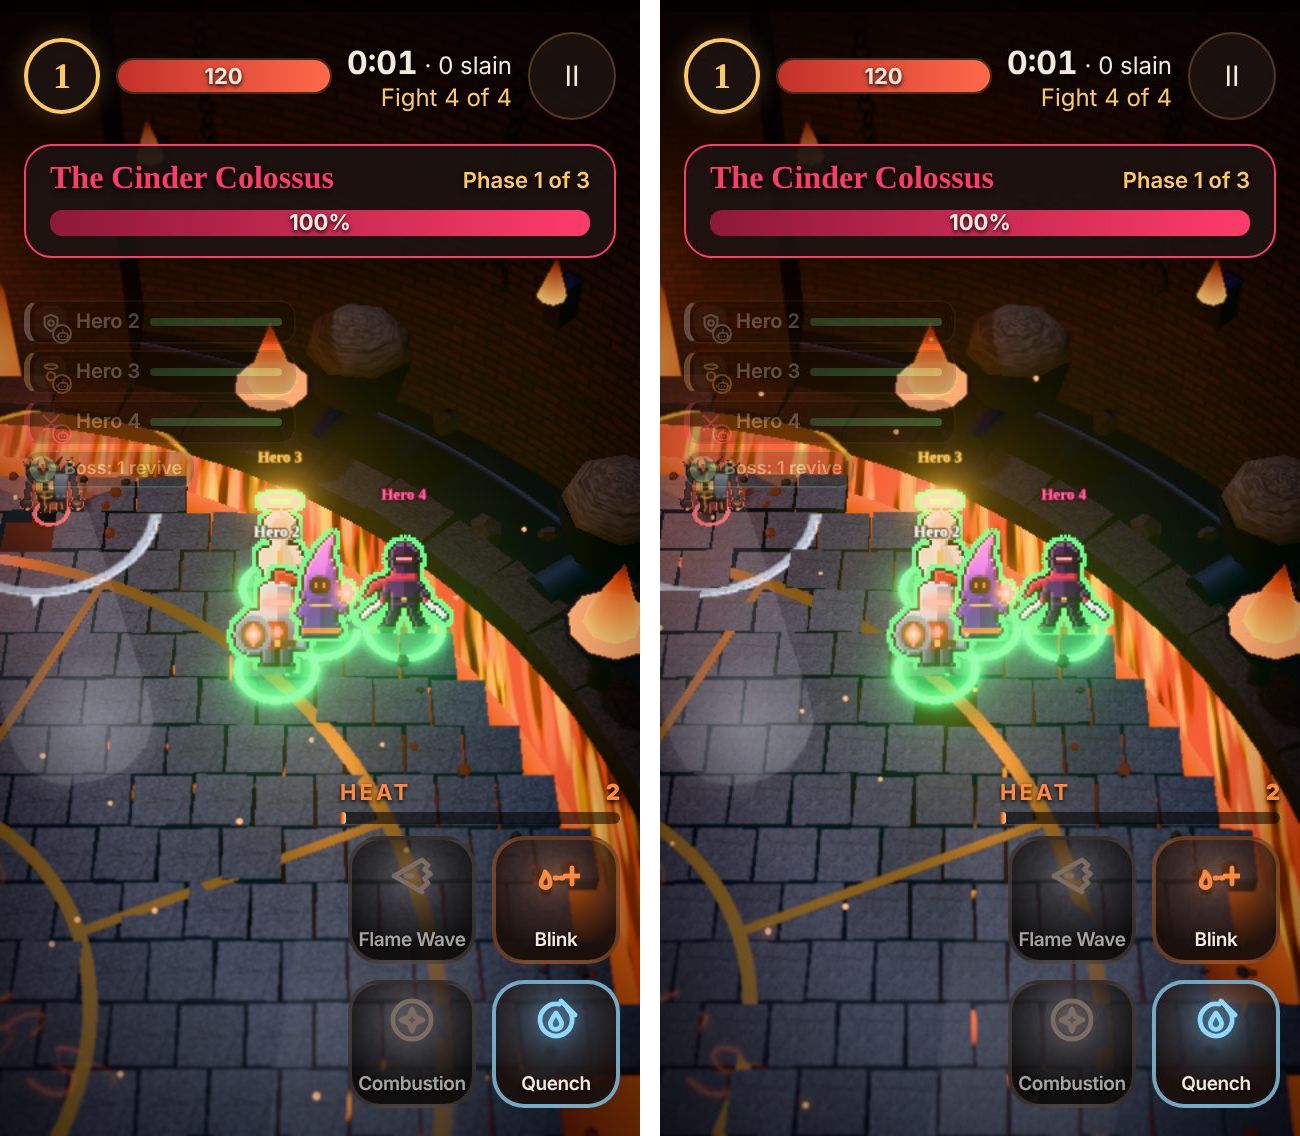 1
120
0:01 · 0 slain
Fight 4 of 4
The Cinder Colossus
Phase 1 of 3
100%
Hero 2
Hero 3
Hero 4
Boss: 1 revive
Hero 3
Hero 4
Hero 2
HEAT
2
Flame Wave
Blink
Combustion
Quench
1
120
0:01 · 0 slain
Fight 4 of 4
The Cinder Colossus
Phase 1 of 3
100%
Hero 2
Hero 3
Hero 4
Boss: 1 revive
Hero 3
Hero 4
Hero 2
HEAT
2
Flame Wave
Blink
Combustion
Quench